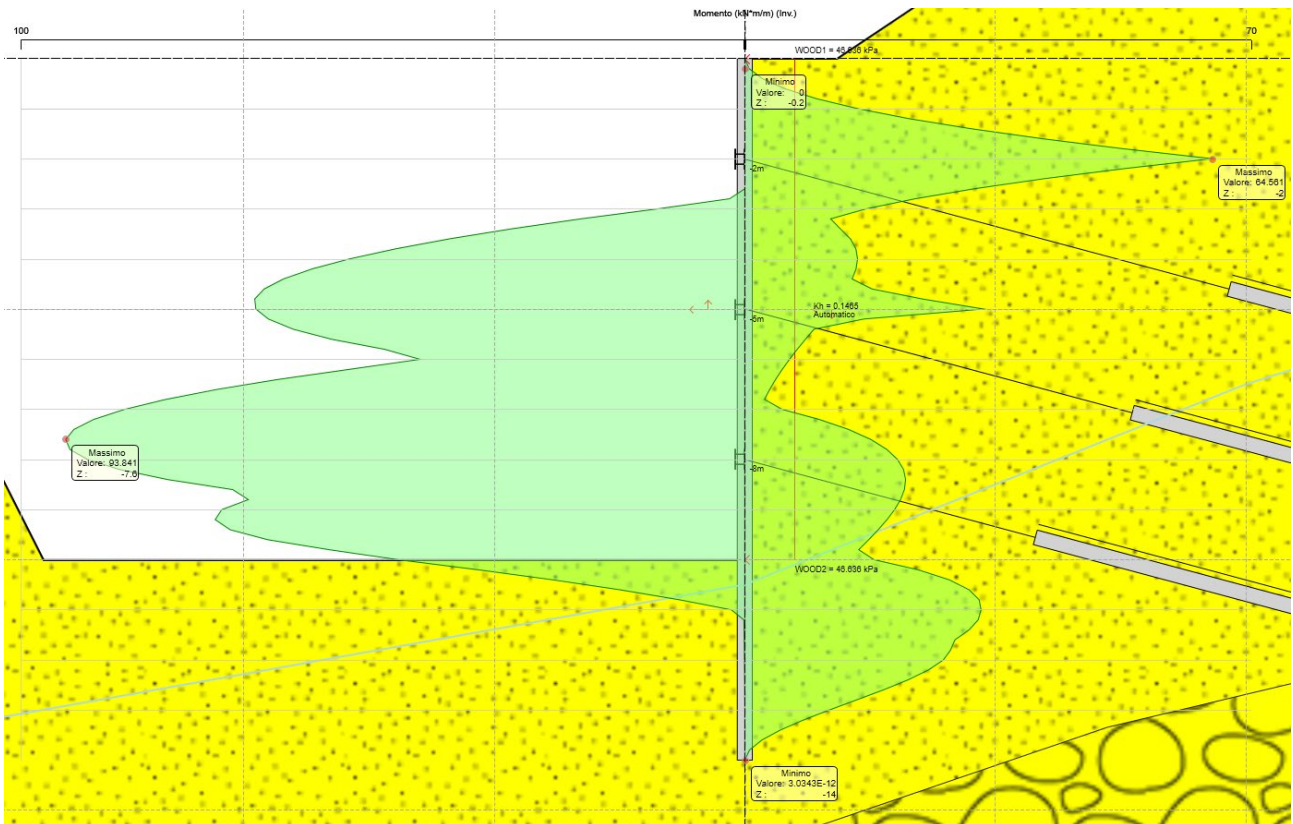 Momento (kN*m/m) (Inv.)
100
70
WOOD1 = 46.636 kPa
Minimo
Valore: 0
Z : -0.2
-2m
Massimo
Valore: 64.561
Z : -2
Kh = 0.1465
Automatico
-5m
Massimo
Valore: 93.841
Z : -7.6
-8m
WOOD2 = 46.636 kPa
Minimo
Valore: 3.0343E-12
Z : -14